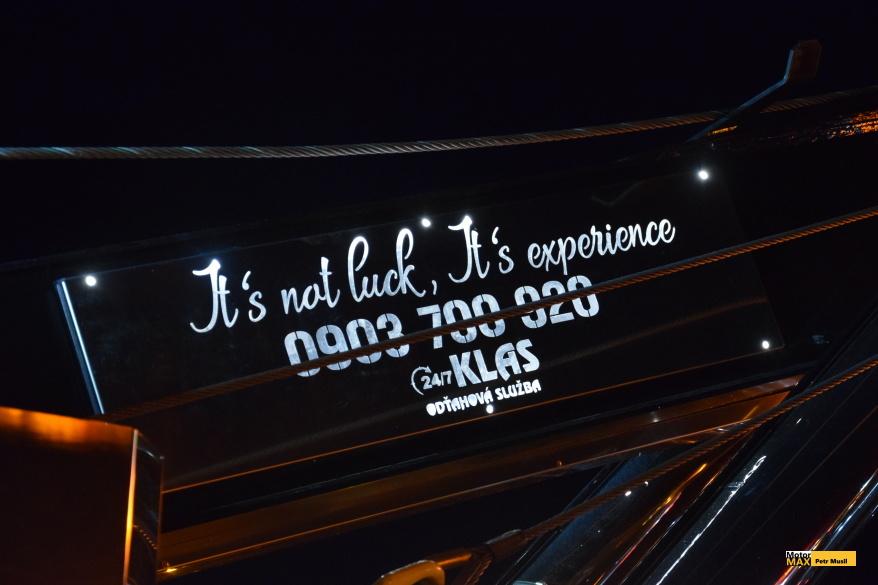 It's not luck, It's experience
0903 700 920
24/7 KLAS
ODŤAHOVÁ SLUŽBA
Motor
MAX Petr Musil